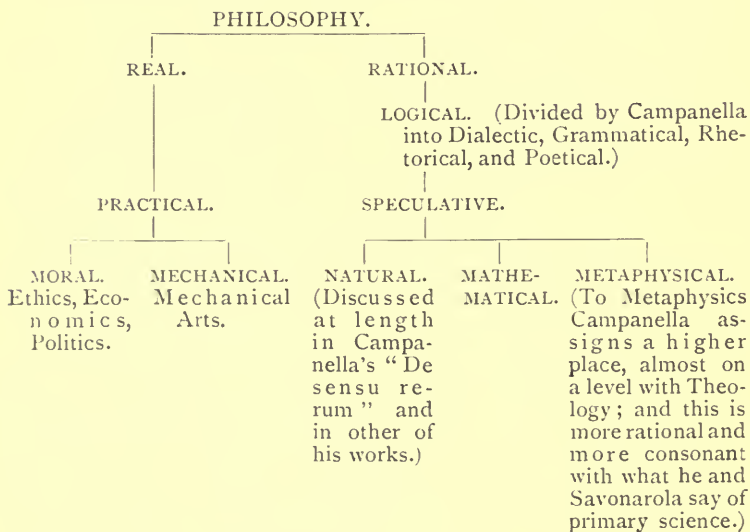 PHILOSOPHY.
REAL.
RATIONAL.
LOGICAL. (Divided by Campanella
into Dialectic, Grammatical, Rhe-
torical, and Poetical.)
PRACTICAL.
SPECULATIVE.
MORAL.
Ethics, Eco-
nomics,
Politics.
MECHANICAL.
Mechanical
Arts.
NATURAL.
(Discussed
at length
in Campa-
nella's "De
sensu re-
rum" and
in other of
his works.)
MATHE-
MATICAL.
METAPHYSICAL.
(To Metaphysics
Campanella as-
signs a higher
place, almost on
a level with Theo-
logy; and this is
more rational and
more consonant
with what he and
Savonarola say of
primary science.)